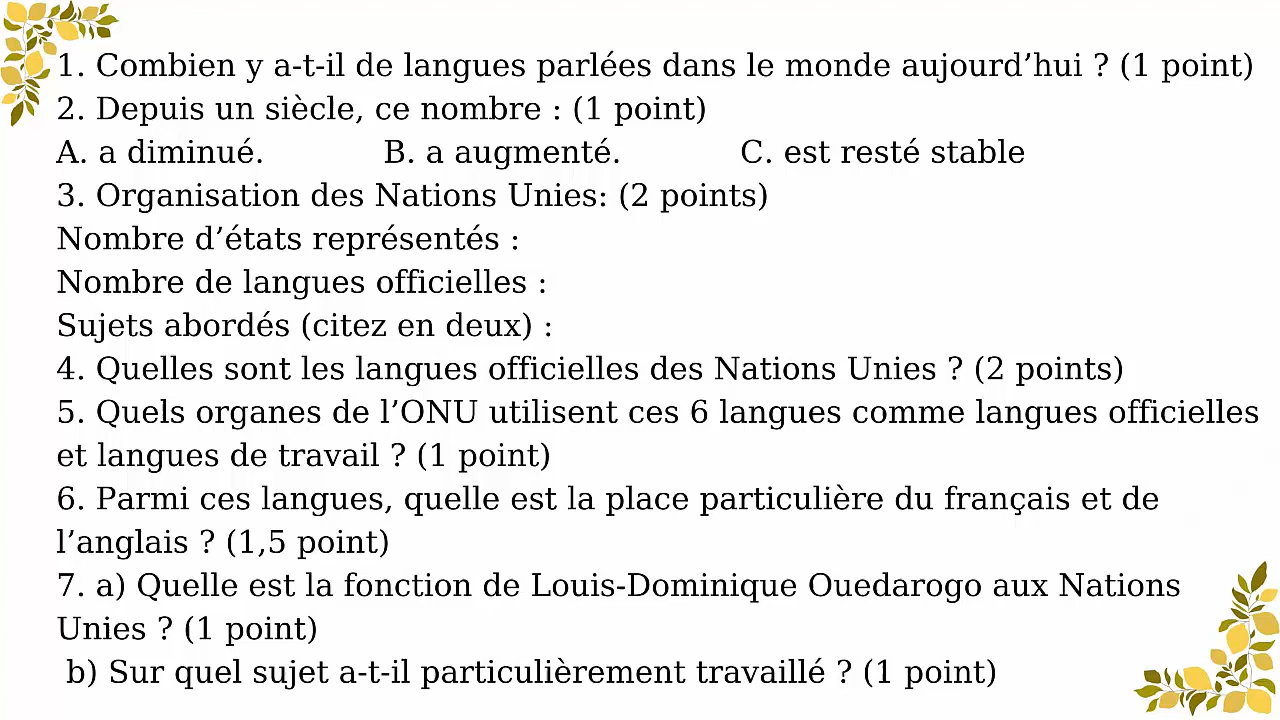 1. Combien y a-t-il de langues parlées dans le monde aujourd’hui ? (1 point)
2. Depuis un siècle, ce nombre : (1 point)
A. a diminué. B. a augmenté. C. est resté stable
3. Organisation des Nations Unies: (2 points)
Nombre d’états représentés :
Nombre de langues officielles :
Sujets abordés (citez en deux) :
4. Quelles sont les langues officielles des Nations Unies ? (2 points)
5. Quels organes de l’ONU utilisent ces 6 langues comme langues officielles
et langues de travail ? (1 point)
6. Parmi ces langues, quelle est la place particulière du français et de
l’anglais ? (1,5 point)
7. a) Quelle est la fonction de Louis-Dominique Ouedarogo aux Nations
Unies ? (1 point)
b) Sur quel sujet a-t-il particulièrement travaillé ? (1 point)